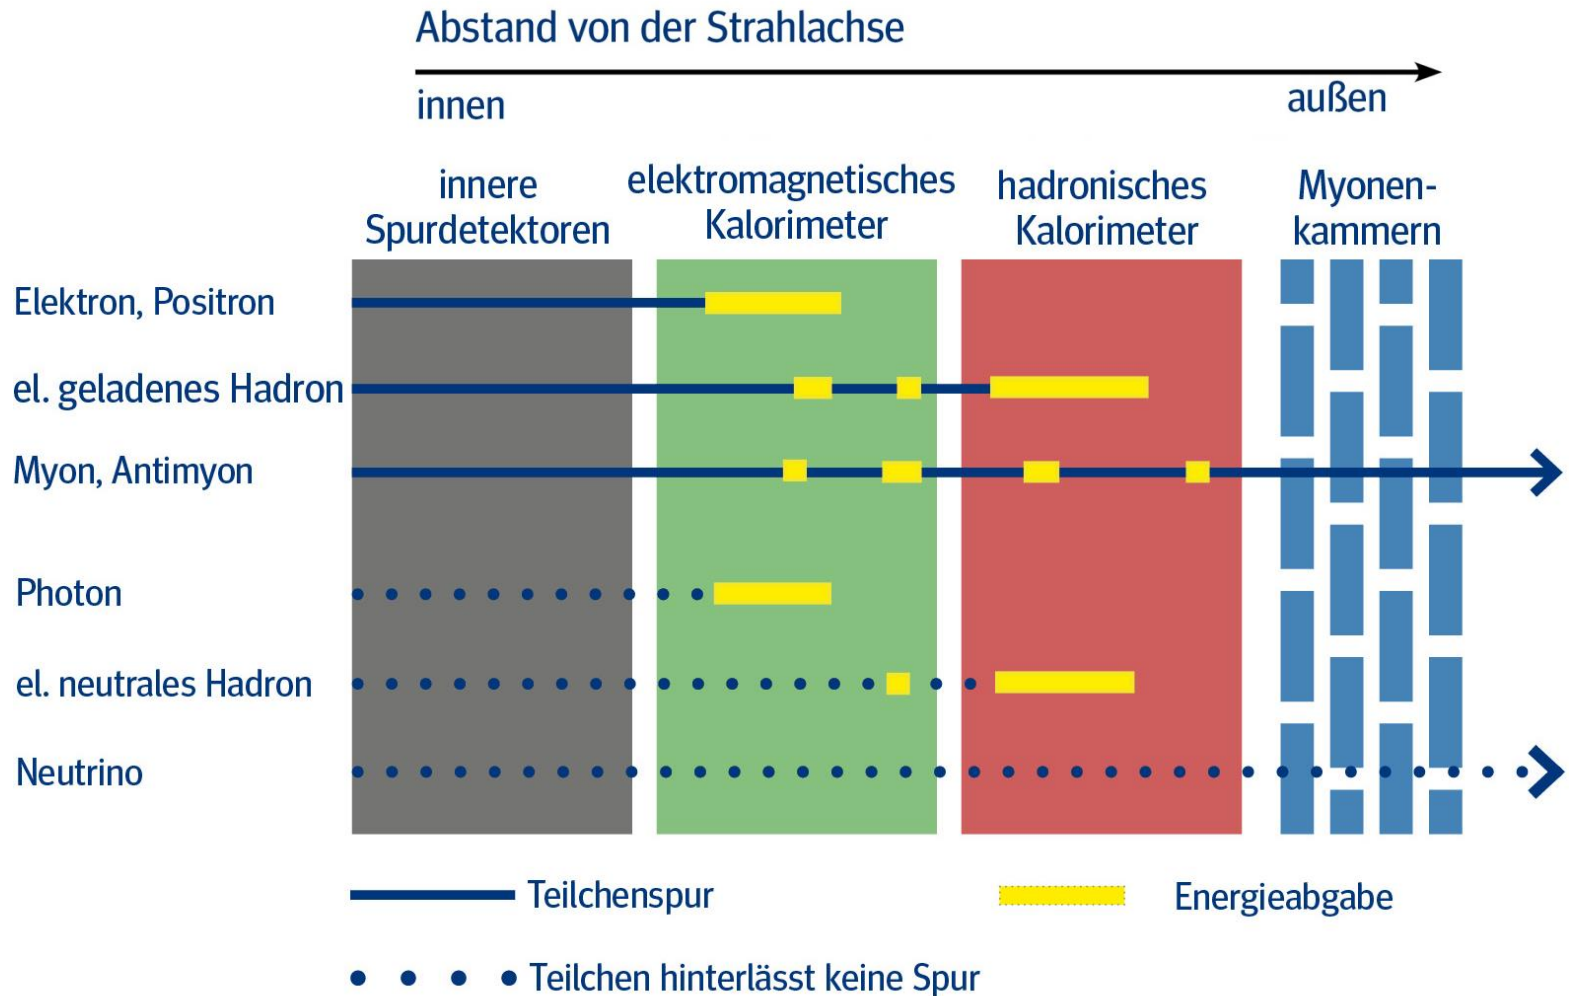 Abstand von der Strahlachse
innen
außen
innere
Spurdetektoren
elektromagnetisches
Kalorimeter
hadronisches
Kalorimeter
Myonen-
kammern
Elektron, Positron
el. geladenes Hadron
Myon, Antimyon
Photon
el. neutrales Hadron
Neutrino
Teilchenspur
Energieabgabe
Teilchen hinterlässt keine Spur